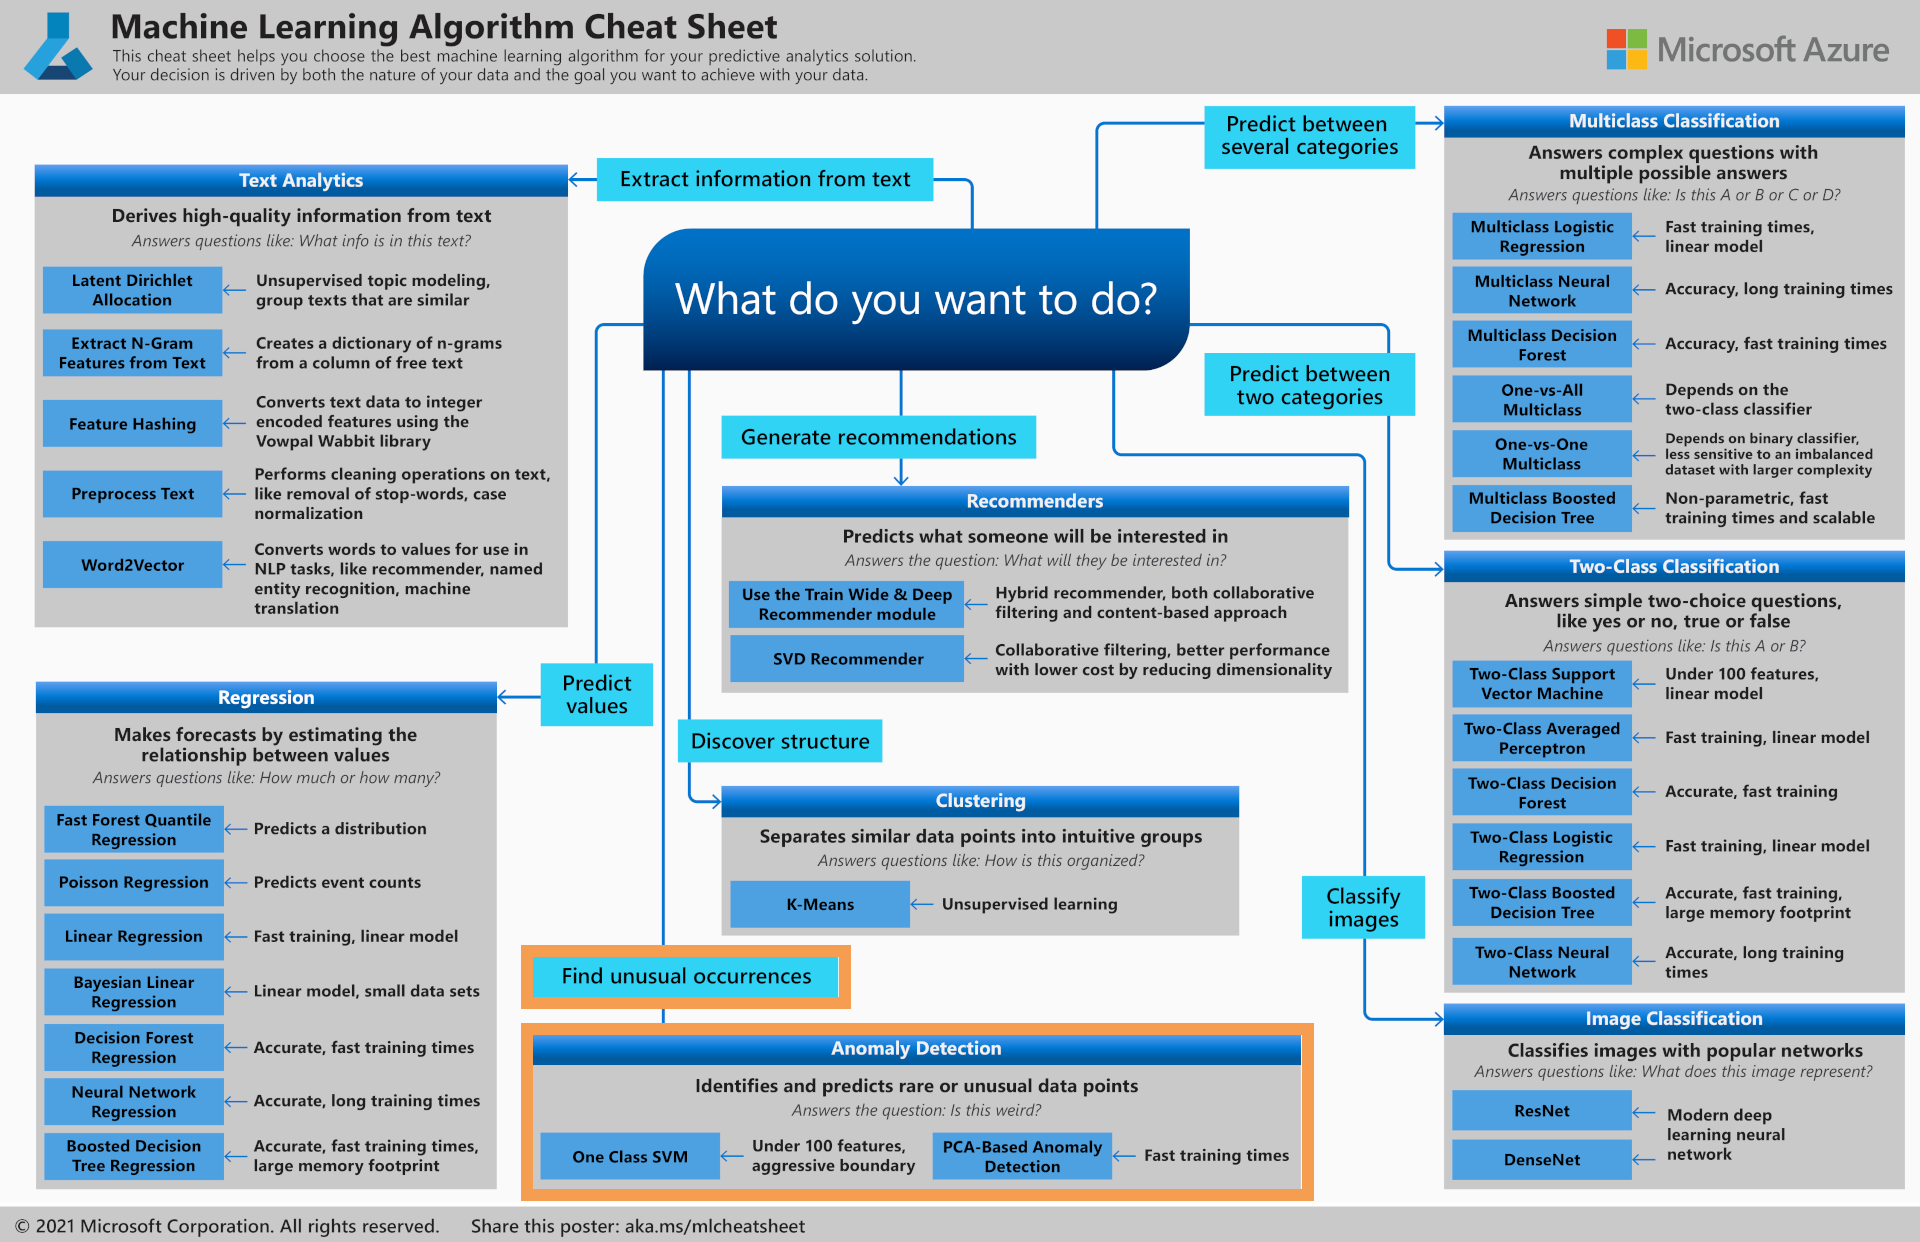 Machine Learning Algorithm Cheat Sheet
This cheat sheet helps you choose the best machine learning algorithm for your predictive analytics solution.
Your decision is driven by both the nature of your data and the goal you want to achieve with your data.
Microsoft Azure
What do you want to do?
Extract information from text
Text Analytics
Derives high-quality information from text
Answers questions like: What info is in this text?
Latent Dirichlet
Allocation
Unsupervised topic modeling,
group texts that are similar
Extract N-Gram
Features from Text
Creates a dictionary of n-grams
from a column of free text
Feature Hashing
Converts text data to integer
encoded features using the
Vowpal Wabbit library
Preprocess Text
Performs cleaning operations on text,
like removal of stop-words, case
normalization
Word2Vector
Converts words to values for use in
NLP tasks, like recommender, named
entity recognition, machine
translation
Predict
values
Regression
Makes forecasts by estimating the
relationship between values
Answers questions like: How much or how many?
Fast Forest Quantile
Regression
Predicts a distribution
Poisson Regression
Predicts event counts
Linear Regression
Fast training, linear model
Bayesian Linear
Regression
Linear model, small data sets
Decision Forest
Regression
Accurate, fast training times
Neural Network
Regression
Accurate, long training times
Boosted Decision
Tree Regression
Accurate, fast training times,
large memory footprint
Generate recommendations
Recommenders
Predicts what someone will be interested in
Answers the question: What will they be interested in?
Use the Train Wide & Deep
Recommender module
Hybrid recommender, both collaborative
filtering and content-based approach
SVD Recommender
Collaborative filtering, better performance
with lower cost by reducing dimensionality
Discover structure
Clustering
Separates similar data points into intuitive groups
Answers questions like: How is this organized?
K-Means
Unsupervised learning
Find unusual occurrences
Anomaly Detection
Identifies and predicts rare or unusual data points
Answers the question: Is this weird?
One Class SVM
Under 100 features,
aggressive boundary
PCA-Based Anomaly
Detection
Fast training times
Predict between
several categories
Multiclass Classification
Answers complex questions with
multiple possible answers
Answers questions like: Is this A or B or C or D?
Multiclass Logistic
Regression
Fast training times,
linear model
Multiclass Neural
Network
Accuracy, long training times
Multiclass Decision
Forest
Accuracy, fast training times
One-vs-All
Multiclass
Depends on the
two-class classifier
One-vs-One
Multiclass
Depends on binary classifier,
less sensitive to an imbalanced
dataset with larger complexity
Multiclass Boosted
Decision Tree
Non-parametric, fast
training times and scalable
Predict between
two categories
Two-Class Classification
Answers simple two-choice questions,
like yes or no, true or false
Answers questions like: Is this A or B?
Two-Class Support
Vector Machine
Under 100 features,
linear model
Two-Class Averaged
Perceptron
Fast training, linear model
Two-Class Decision
Forest
Accurate, fast training
Two-Class Logistic
Regression
Fast training, linear model
Two-Class Boosted
Decision Tree
Accurate, fast training,
large memory footprint
Two-Class Neural
Network
Accurate, long training
times
Classify
images
Image Classification
Classifies images with popular networks
Answers questions like: What does this image represent?
ResNet
DenseNet
Modern deep
learning neural
network
© 2021 Microsoft Corporation. All rights reserved.
Share this poster: aka.ms/mlcheatsheet